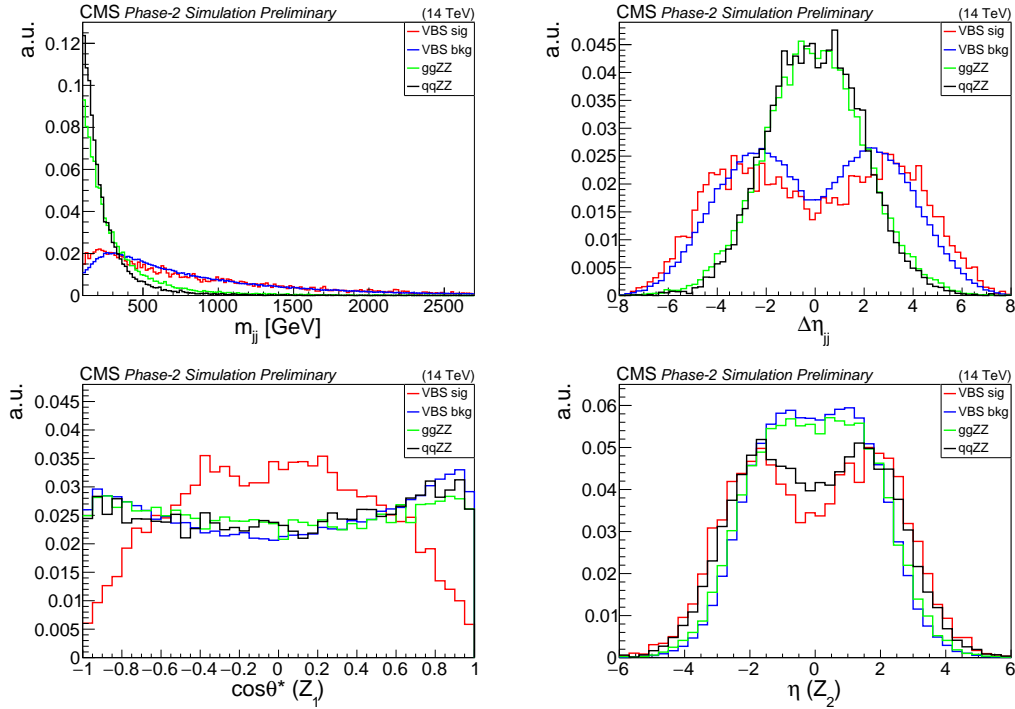 CMS Phase-2 Simulation Preliminary (14 TeV)
a.u.
VBS sig
VBS bkg
ggZZ
qqZZ
0.12
0.1
0.08
0.06
0.04
0.02
0
500 1000 1500 2000 2500
m_jj [GeV]
CMS Phase-2 Simulation Preliminary (14 TeV)
a.u.
VBS sig
VBS bkg
ggZZ
qqZZ
0.045
0.04
0.035
0.03
0.025
0.02
0.015
0.01
0.005
0
−8 −6 −4 −2 0 2 4 6 8
Δη_jj
CMS Phase-2 Simulation Preliminary (14 TeV)
a.u.
VBS sig
VBS bkg
ggZZ
qqZZ
0.045
0.04
0.035
0.03
0.025
0.02
0.015
0.01
0.005
0
−1 −0.8 −0.6 −0.4 −0.2 0 0.2 0.4 0.6 0.8 1
cosθ* (Z_1)
CMS Phase-2 Simulation Preliminary (14 TeV)
a.u.
VBS sig
VBS bkg
ggZZ
qqZZ
0.06
0.05
0.04
0.03
0.02
0.01
0
−6 −4 −2 0 2 4 6
η (Z_2)